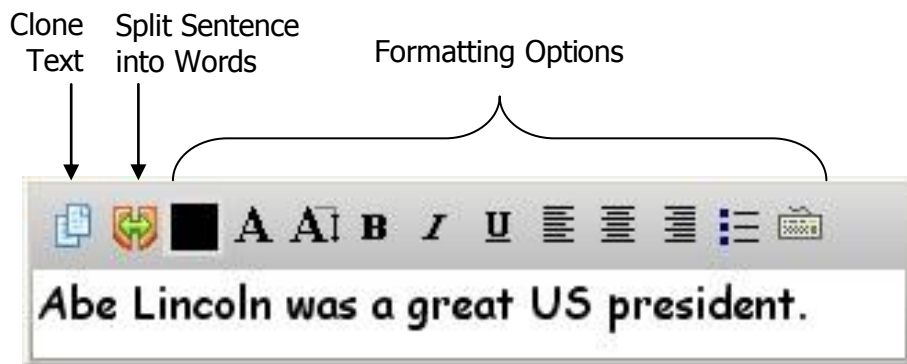 Clone Text
Split Sentence into Words
Formatting Options
A A B I U
Abe Lincoln was a great US president.